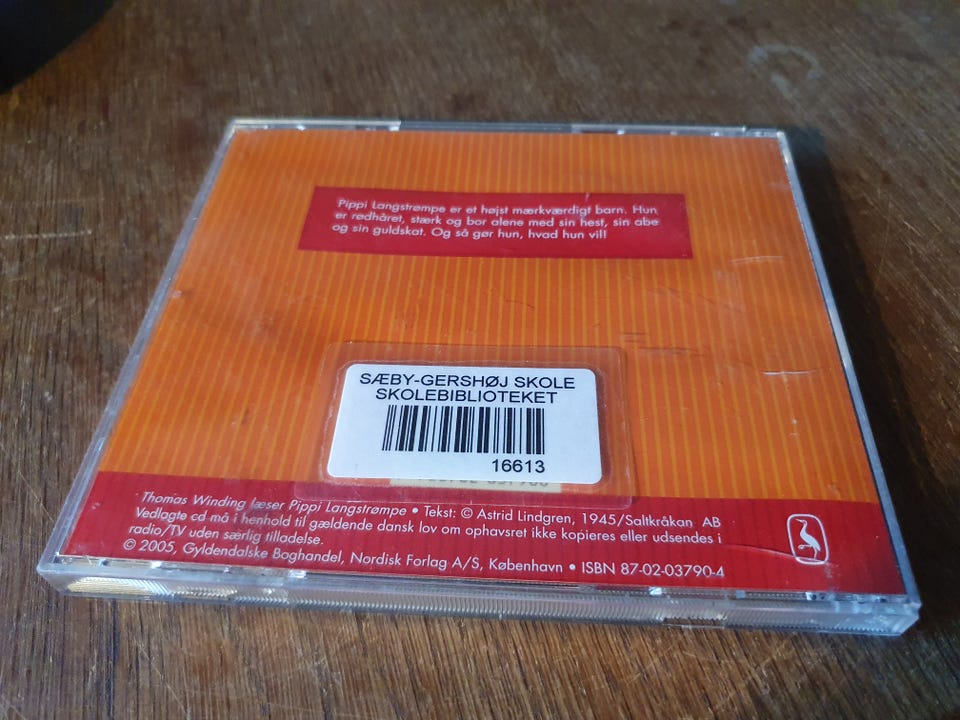 Pippi Langstrømpe er et højst mærkværdigt barn. Hun
er rødhåret, stærk og bor alene med sin hest, sin abe
og sin guldskat. Og så gør hun, hvad hun vil!
SÆBY-GERSHØJ SKOLE
SKOLEBIBLIOTEKET
16613
Thomas Winding læser Pippi Langstrømpe • Tekst: © Astrid Lindgren, 1945/Saltkråkan AB
Vedlagte cd må i henhold til gældende dansk lov om ophavsret ikke kopieres eller udsendes i
radio/TV uden særlig tilladelse.
© 2005, Gyldendalske Boghandel, Nordisk Forlag A/S, København • ISBN 87-02-03790-4